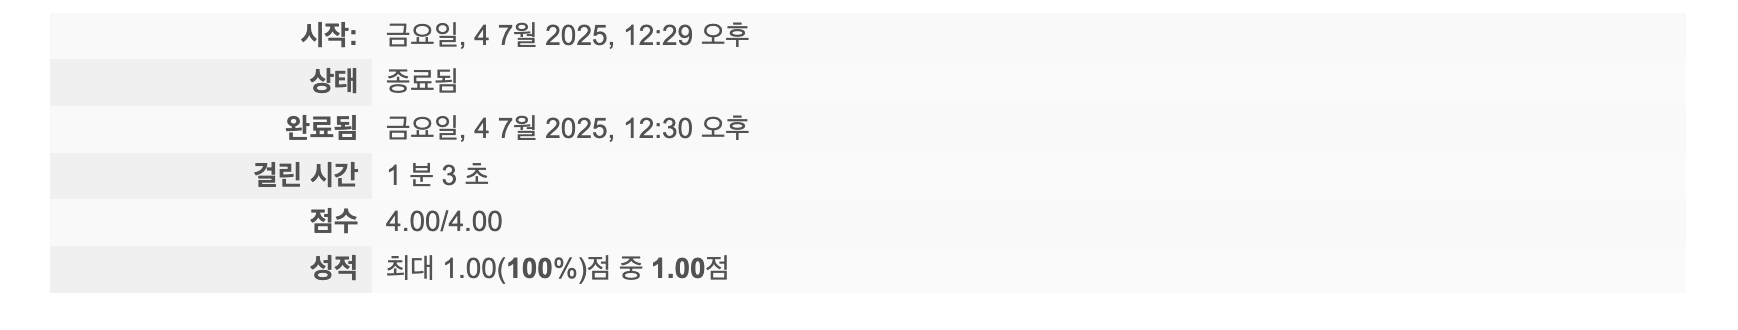 시작: 금요일, 4 7월 2025, 12:29 오후
상태 종료됨
완료됨 금요일, 4 7월 2025, 12:30 오후
걸린 시간 1 분 3 초
점수 4.00/4.00
성적 최대 1.00(100%)점 중 1.00점